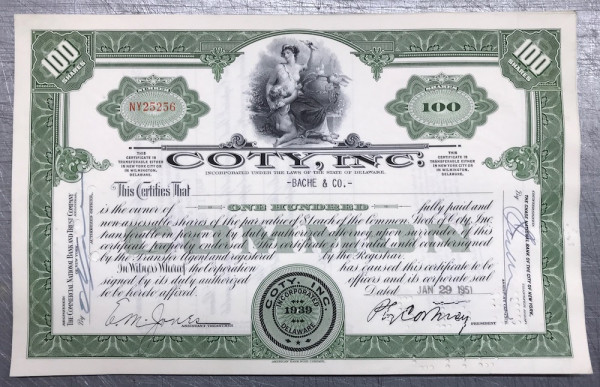 100
SHARES
100
SHARES
NUMBER
NY25256
SHARES
100
THIS
CERTIFICATE IS
TRANSFERABLE EITHER
IN NEW YORK CITY OR
IN WILMINGTON,
DELAWARE.
THIS
CERTIFICATE IS
TRANSFERABLE EITHER
IN NEW YORK CITY OR
IN WILMINGTON,
DELAWARE.
COTY, INC.
INCORPORATED UNDER THE LAWS OF THE STATE OF DELAWARE.
This Certifies That
-BACHE & CO.-
is the owner of ONE HUNDRED fully paid and
non-assessable shares of the par value of $1 each of the Common Stock of Coty, Inc.
transferable in person or by duly authorized Attorney upon surrender of this
certificate properly endorsed. This certificate is not valid until countersigned
by the Transfer Agent and registered by the Registrar.
In Witness Whereof, the Corporation has caused this certificate to be
signed by its duly authorized officers and its corporate seal
to be hereto affixed.
Dated JAN 29 1951
COTY, INC.
INCORPORATED
1939
DELAWARE
ASSISTANT TREASURER
PRESIDENT
THE CONTINENTAL NATIONAL BANK AND TRUST COMPANY
By
THE CHASE NATIONAL BANK OF THE CITY OF NEW YORK,
By